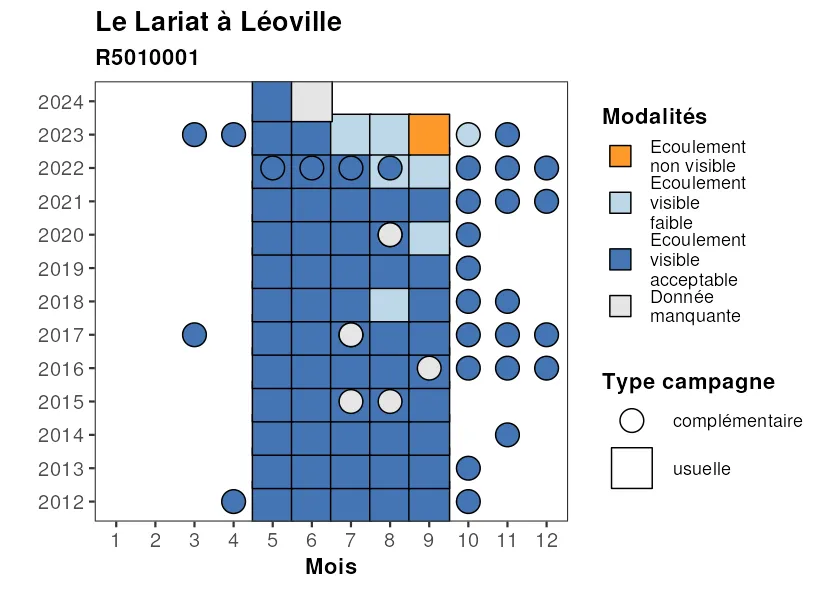 Le Lariat à Léoville
R5010001
2024
2023
2022
2021
2020
2019
2018
2017
2016
2015
2014
2013
2012
1 2 3 4 5 6 7 8 9 10 11 12
Mois
Modalités
Ecoulement
non visible
Ecoulement
visible
faible
Ecoulement
visible
acceptable
Donnée
manquante
Type campagne
complémentaire
usuelle